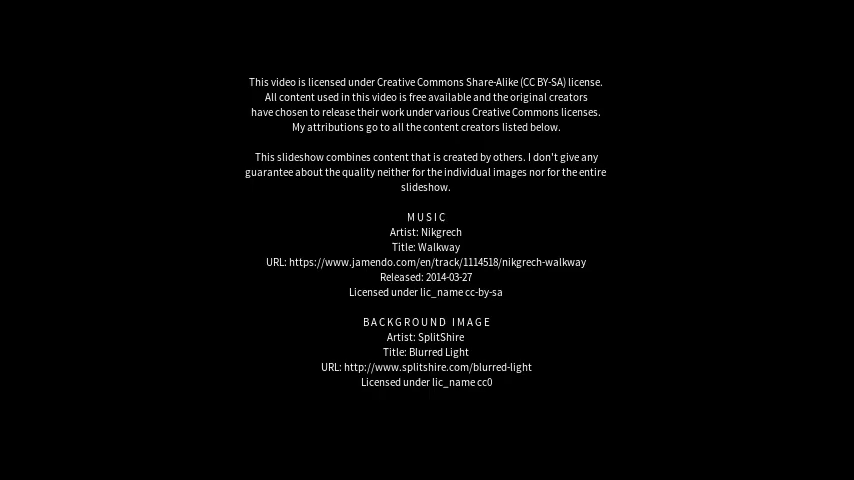 This video is licensed under Creative Commons Share-Alike (CC BY-SA) license.
All content used in this video is free available and the original creators
have chosen to release their work under various Creative Commons licenses.
My attributions go to all the content creators listed below.
This slideshow combines content that is created by others. I don't give any
guarantee about the quality neither for the individual images nor for the entire
slideshow.
MUSIC
Artist: Nikgrech
Title: Walkway
URL: https://www.jamendo.com/en/track/1114518/nikgrech-walkway
Released: 2014-03-27
Licensed under lic_name cc-by-sa
BACKGROUND IMAGE
Artist: SplitShire
Title: Blurred Light
URL: http://www.splitshire.com/blurred-light
Licensed under lic_name cc0